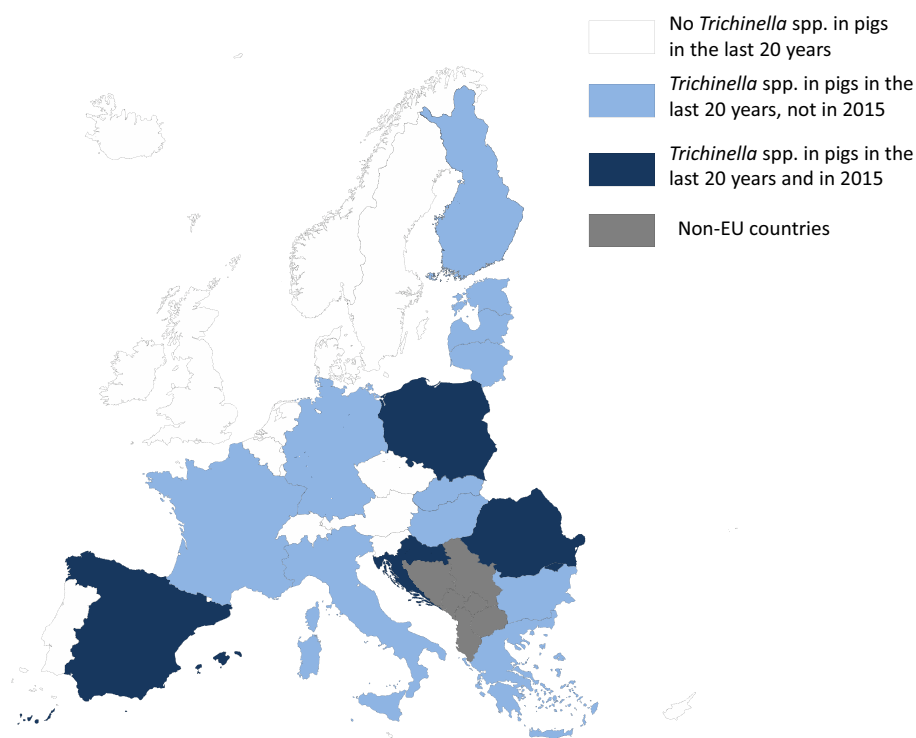 No Trichinella spp. in pigs
in the last 20 years
Trichinella spp. in pigs in the
last 20 years, not in 2015
Trichinella spp. in pigs in the
last 20 years and in 2015
Non-EU countries